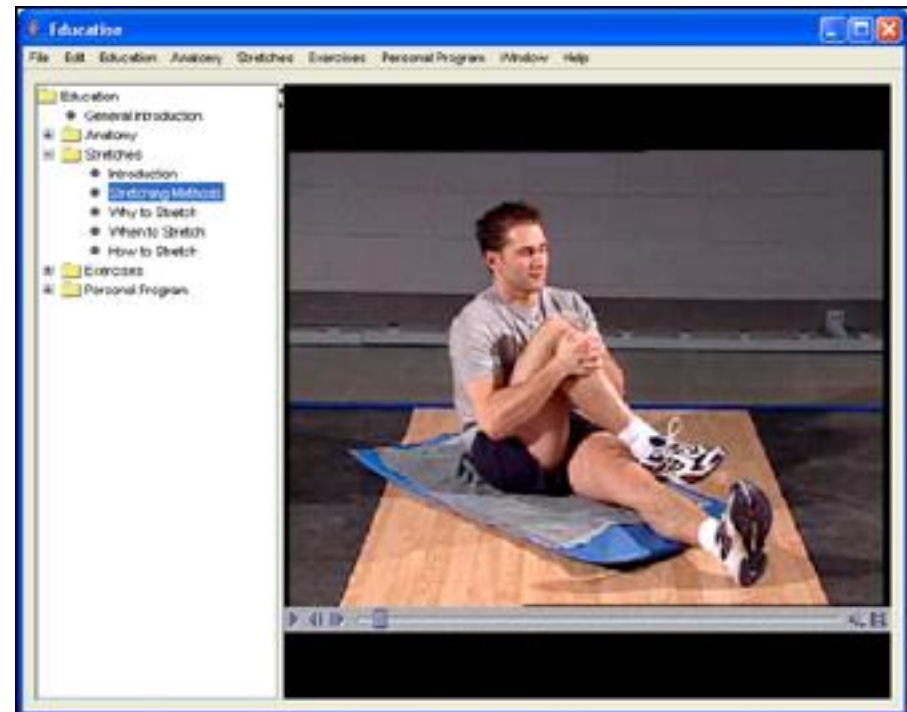 Education
File Edit Education Anatomy Stretches Exercises Personal Program Window Help
Education
General Introduction
Anatomy
Stretches
Introduction
Stretching Methods
Why to Stretch
When to Stretch
How to Stretch
Exercises
Personal Program